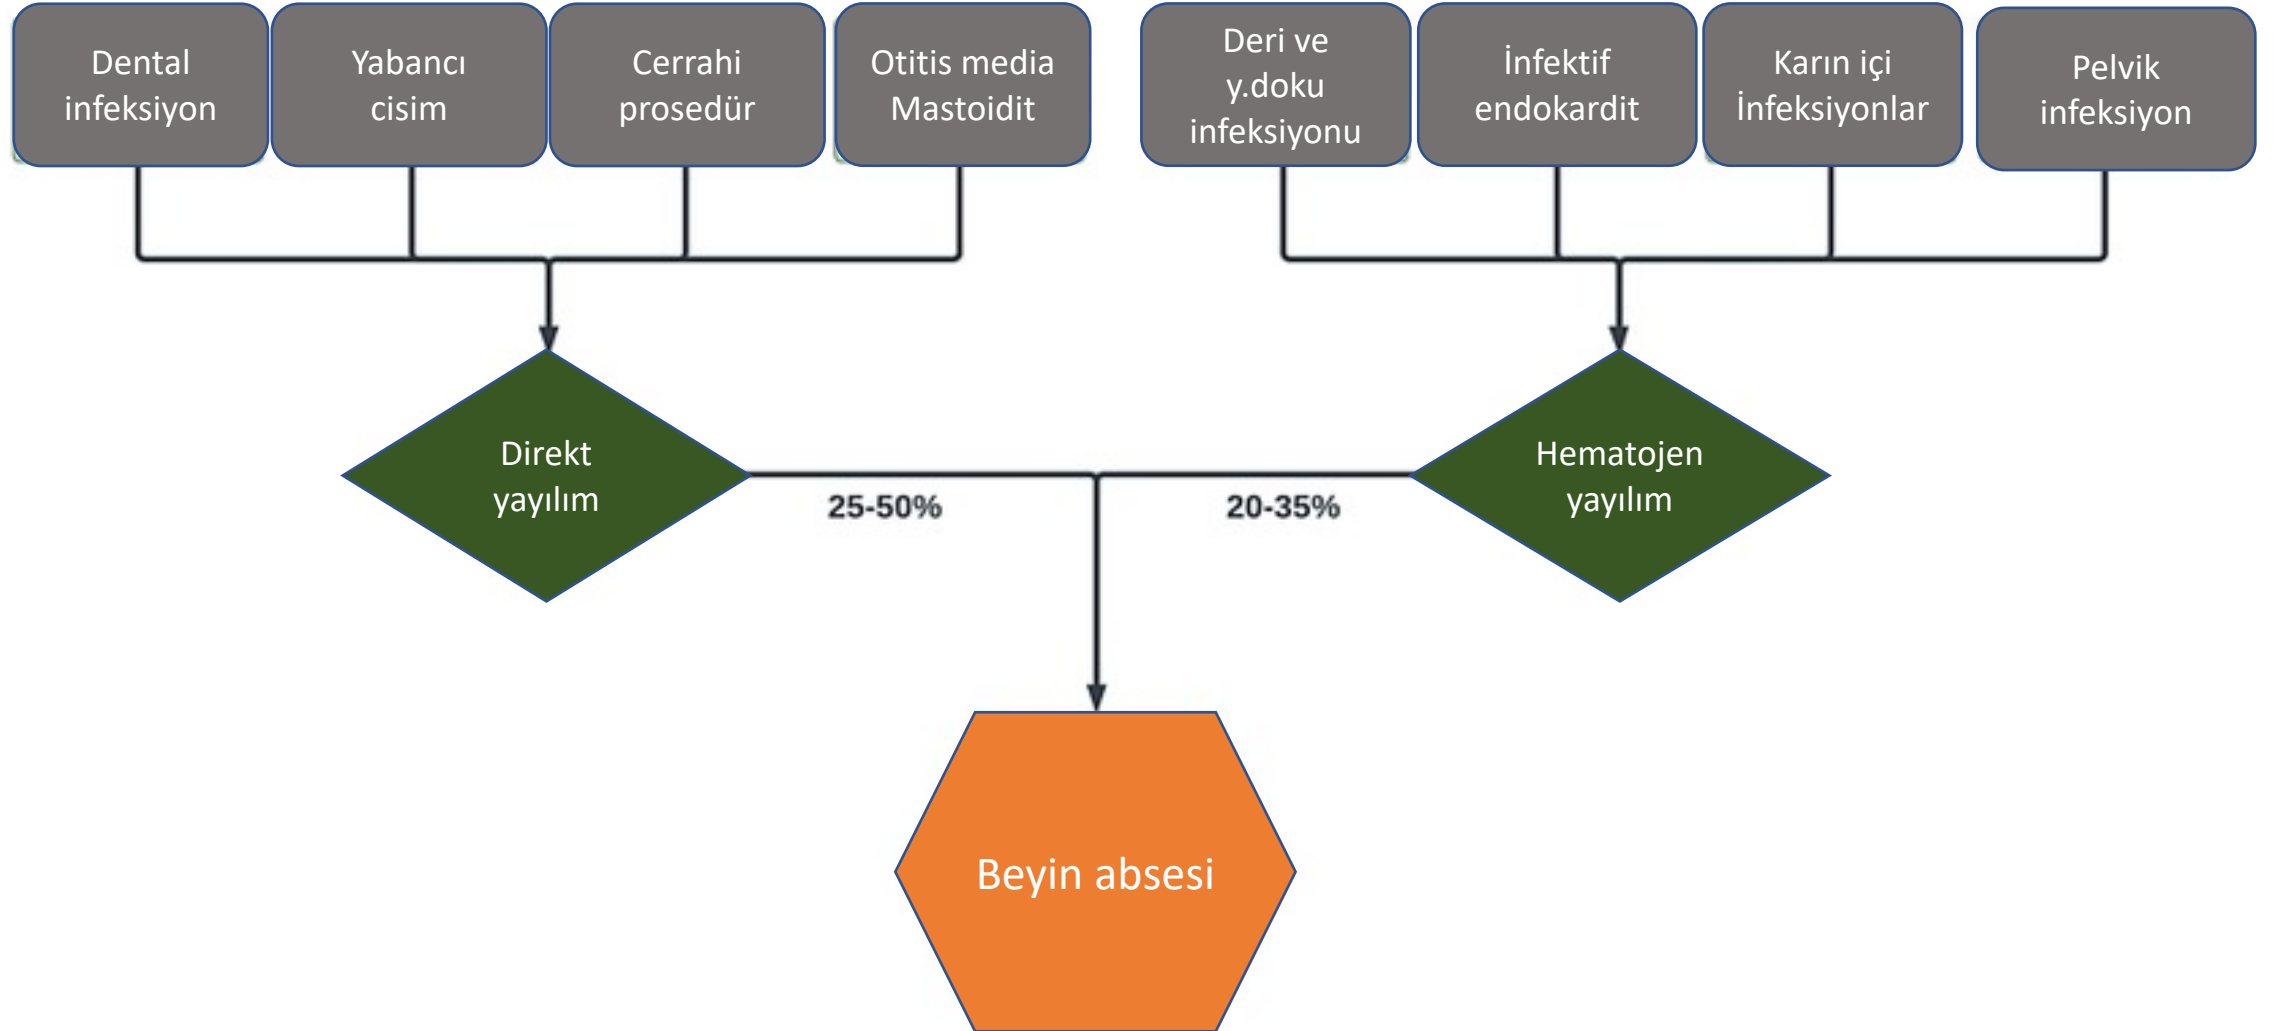 Dental
infeksiyon
Yabancı
cisim
Cerrahi
prosedür
Otitis media
Mastoidit
Deri ve
y.doku
infeksiyonu
İnfektif
endokardit
Karın içi
İnfeksiyonlar
Pelvik
infeksiyon
Direkt
yayılım
25-50%
20-35%
Hematojen
yayılım
Beyin absesi